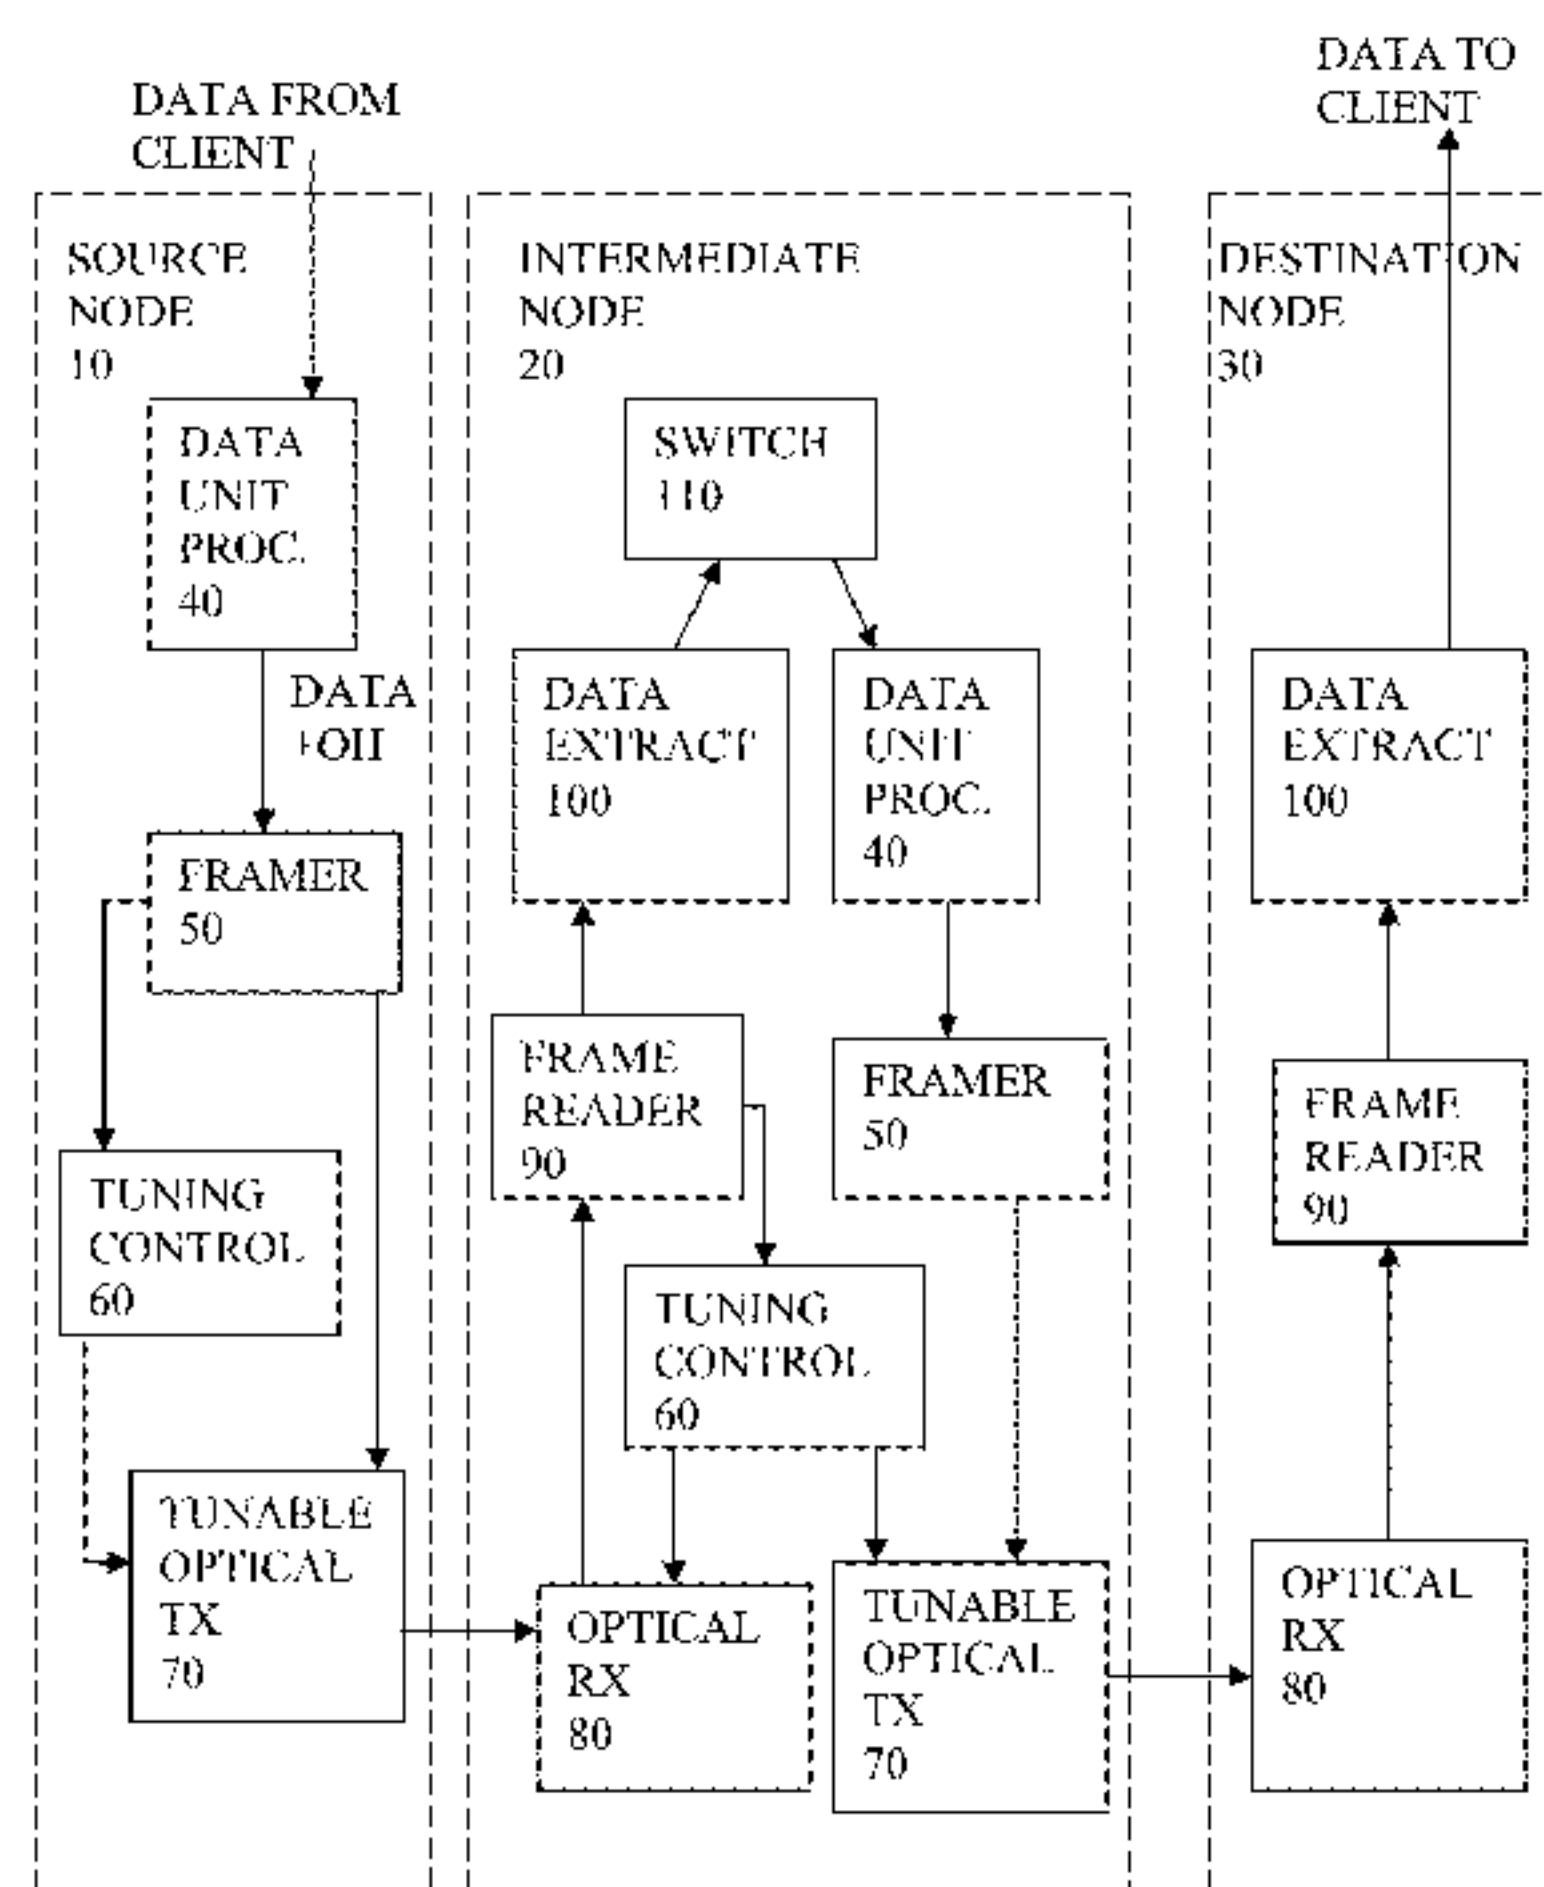 DATA FROM
CLIENT
DATA TO
CLIENT
SOURCE
NODE
10
DATA
UNIT
PROC.
40
DATA
+OH
FRAMER
50
TUNING
CONTROL
60
TUNABLE
OPTICAL
TX
70
INTERMEDIATE
NODE
20
SWITCH
110
DATA
EXTRACT
100
DATA
UNIT
PROC.
40
FRAME
READER
90
FRAMER
50
TUNING
CONTROL
60
OPTICAL
RX
80
TUNABLE
OPTICAL
TX
70
DESTINATION
NODE
30
DATA
EXTRACT
100
FRAME
READER
90
OPTICAL
RX
80